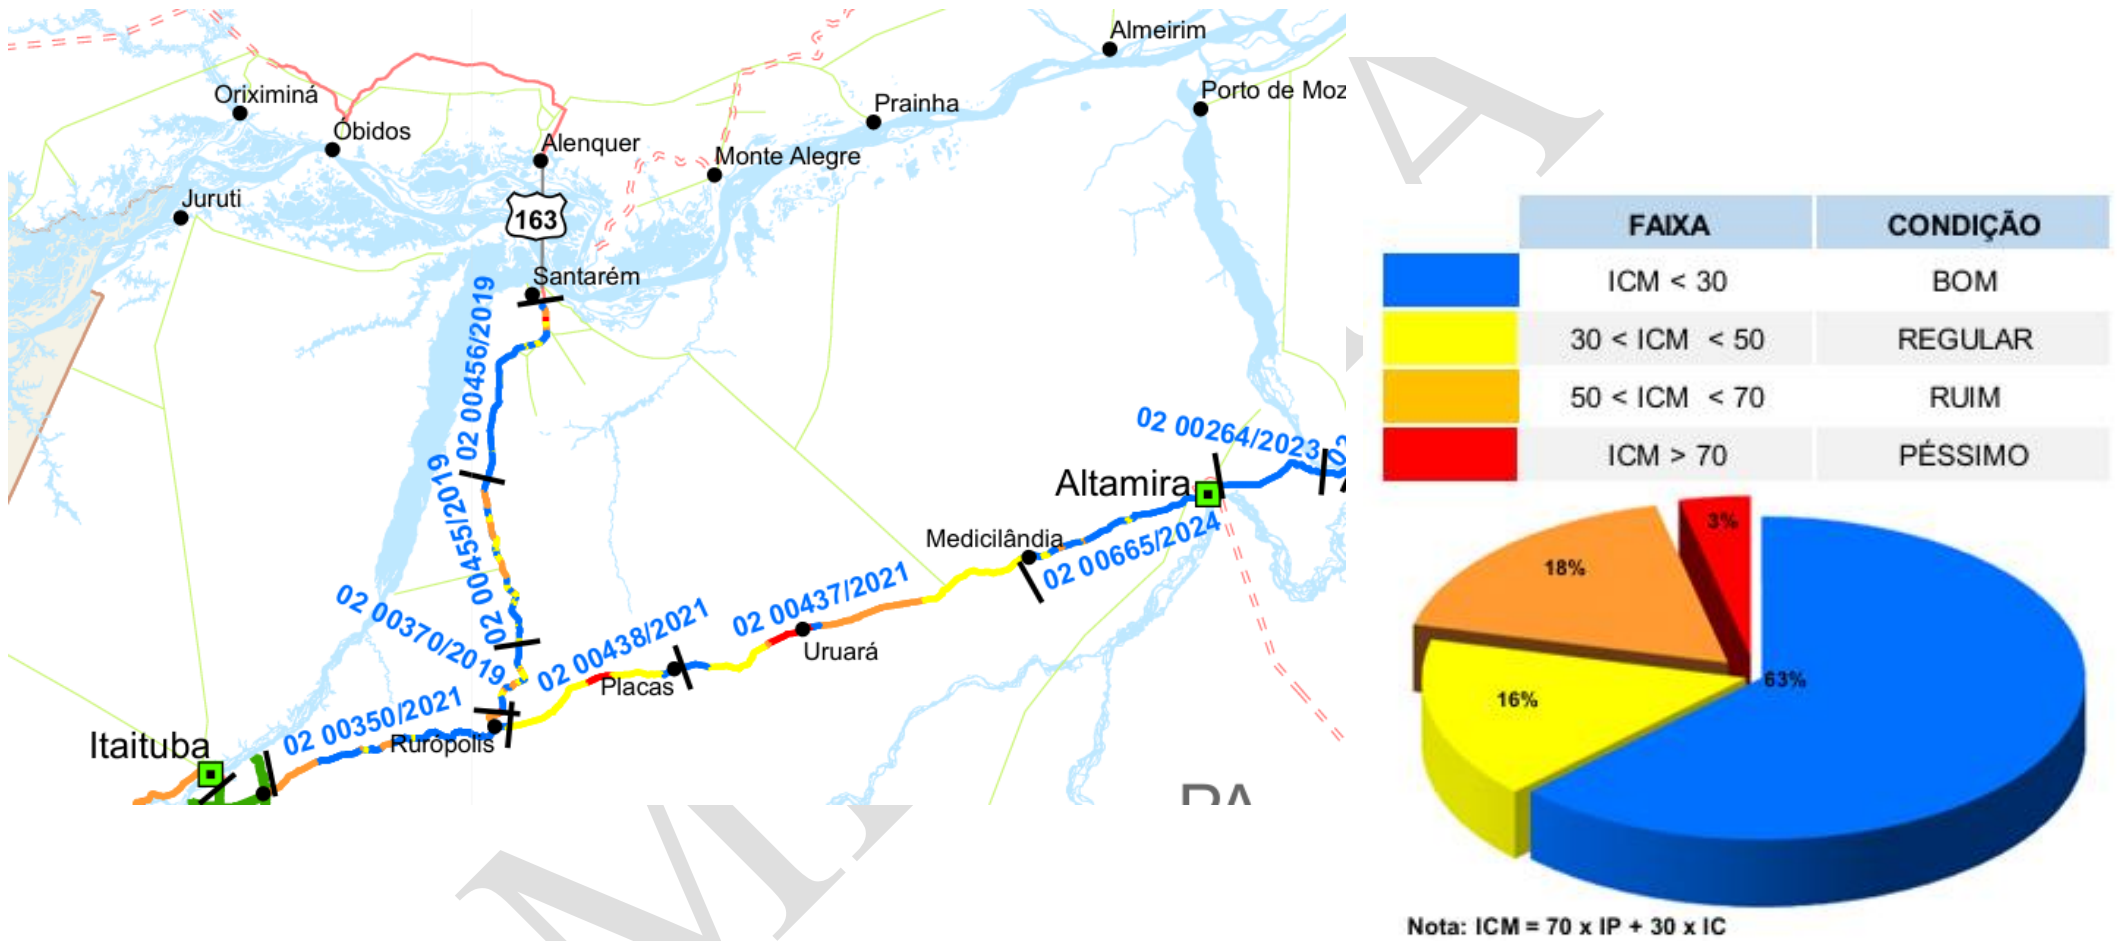 Almeirim
Oriximiná
Porto de Moz
Prainha
Óbidos
Alenquer
Monte Alegre
Juruti
163
Santarém
02 00456/2019
02 00455/2019
02 00264/2023
02
Altamira
Medicilândia
02 00665/2024
02 00370/2019
02 00438/2021
02 00437/2021
Uruará
Placas
02 00350/2021
Itaituba
Rurópolis
PA
FAIXA CONDIÇÃO
ICM < 30 BOM
30 < ICM < 50 REGULAR
50 < ICM < 70 RUIM
ICM > 70 PÉSSIMO
3%
18%
63%
16%
Nota: ICM = 70 x IP + 30 x IC